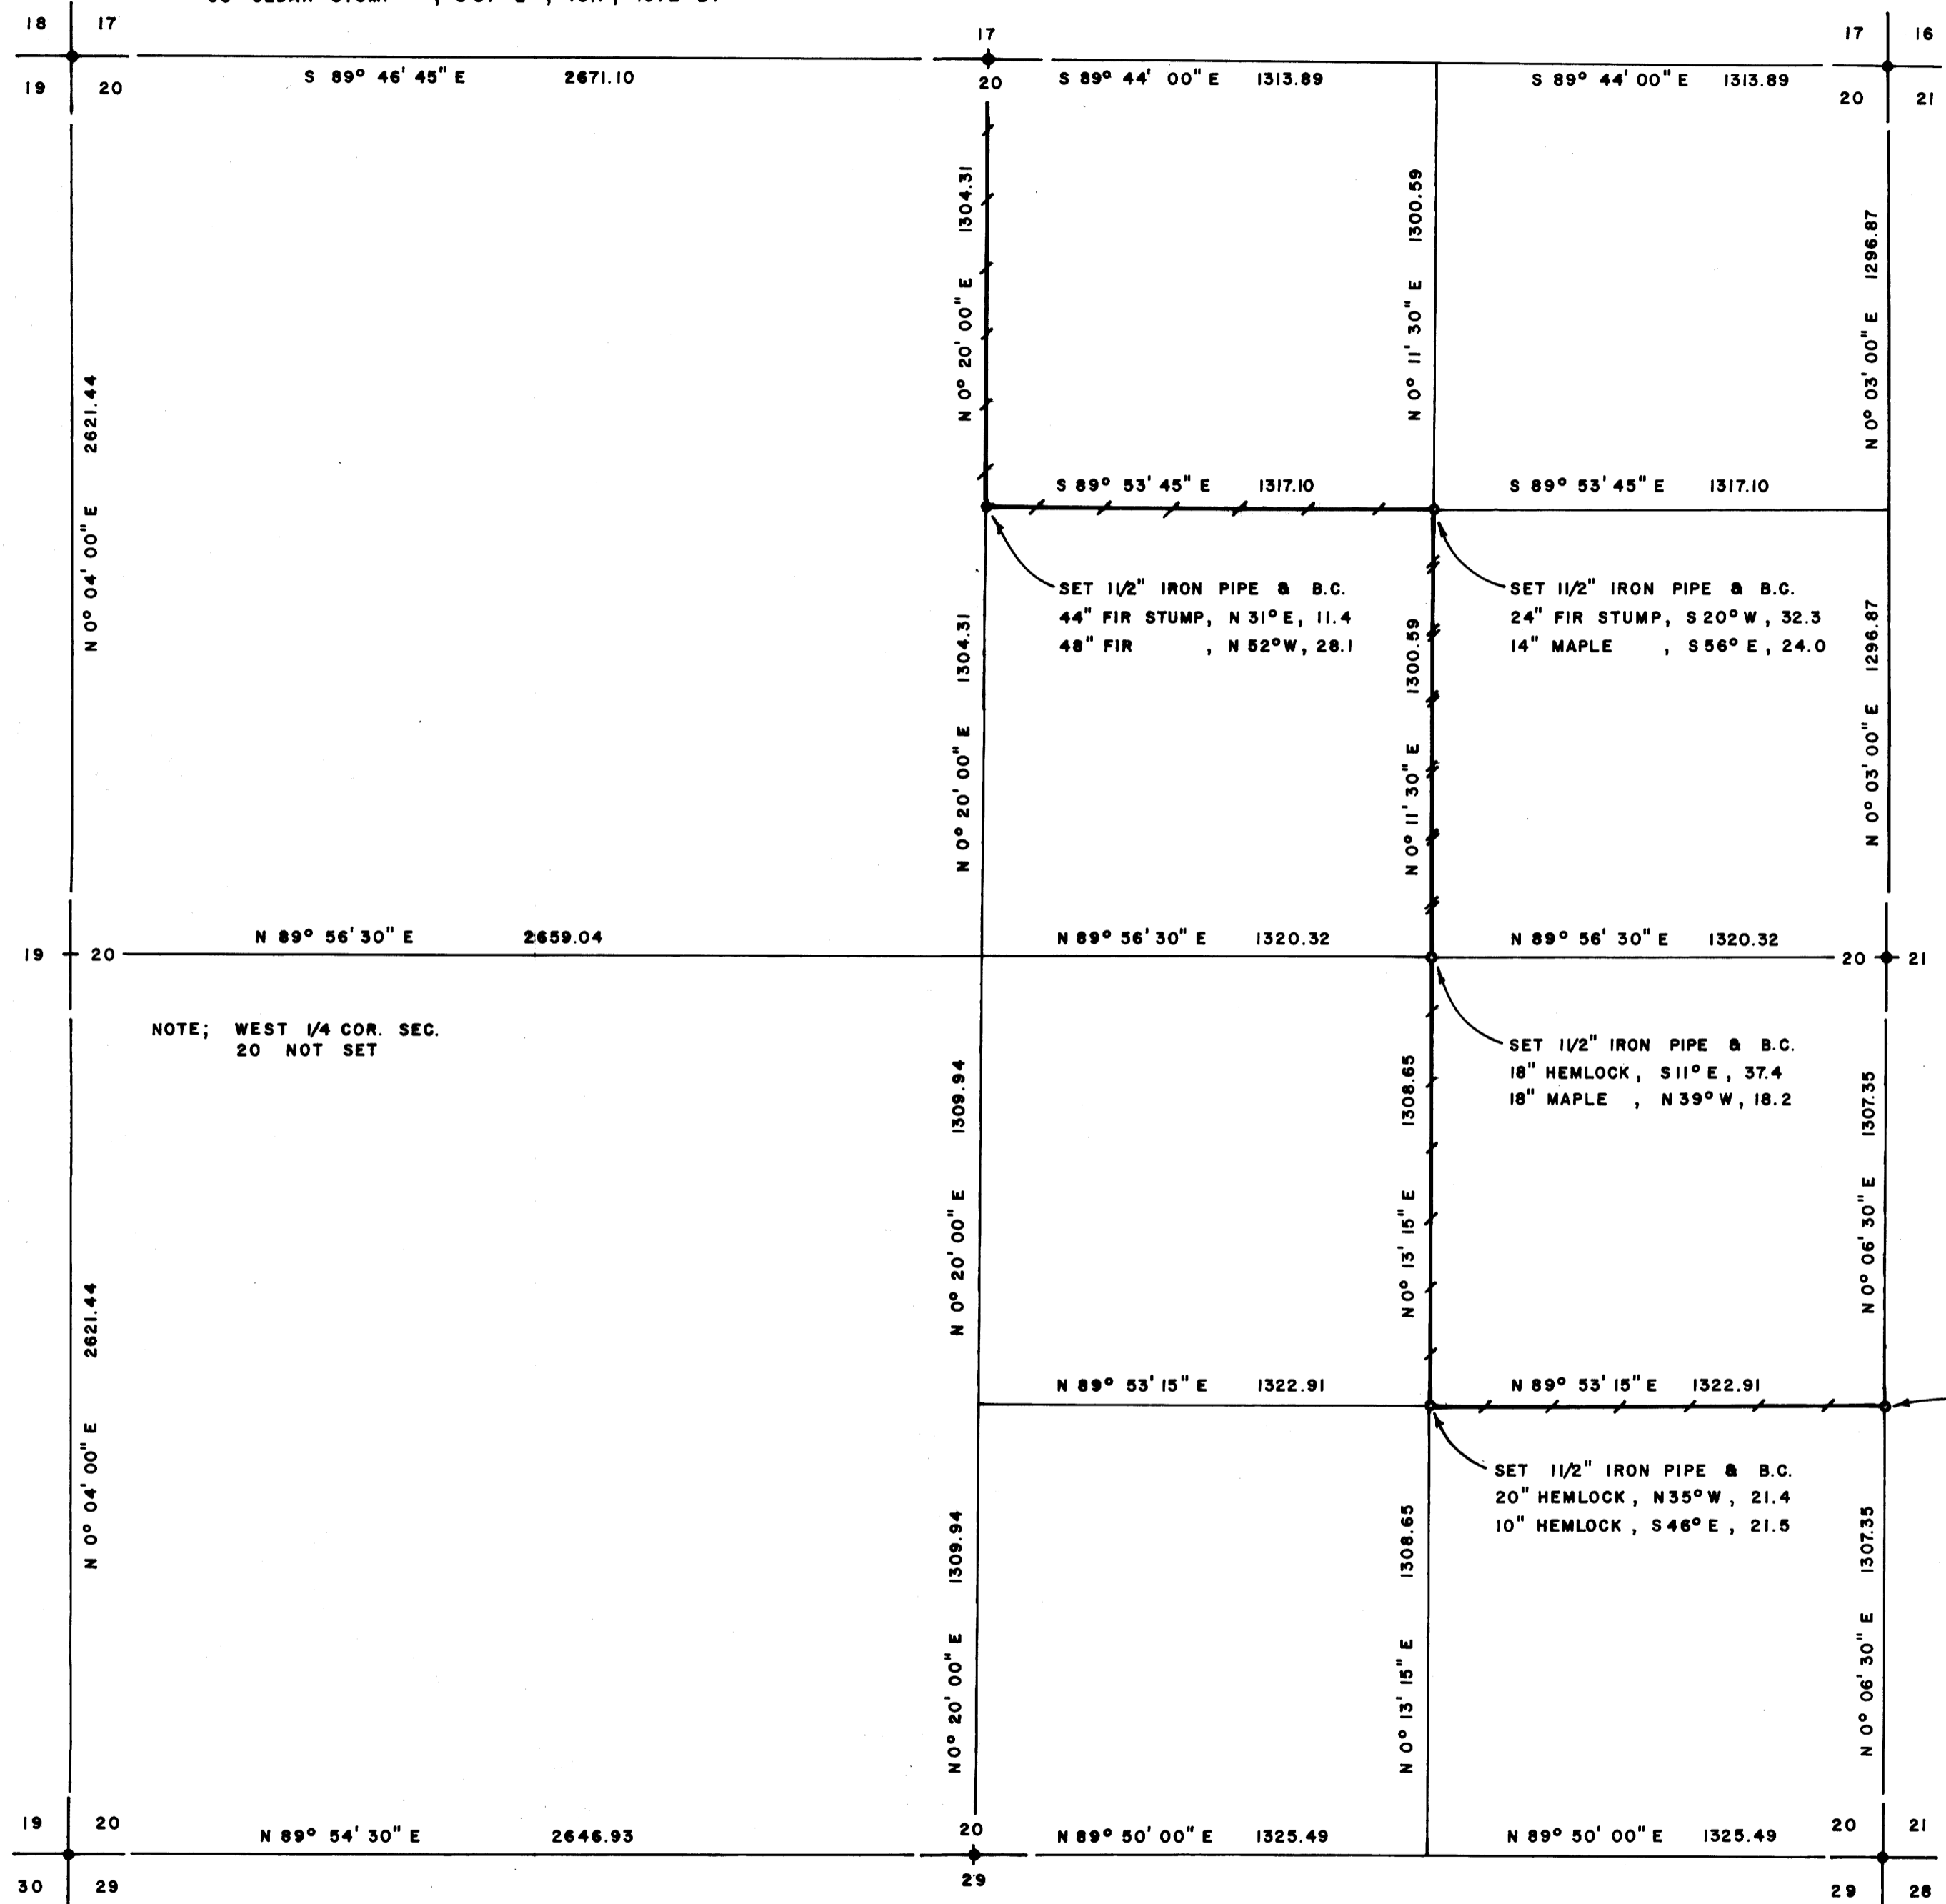 18 17
17
17 16
S 89° 46' 45" E 2671.10
S 89° 44' 00" E 1313.89
S 89° 44' 00" E 1313.89
19 20
20
20 21
N 0° 04' 00" E 2621.44
N 0° 20' 00" E 1304.31
N 0° 11' 30" E 1300.59
N 0° 03' 00" E 1296.87
S 89° 53' 45" E 1317.10
S 89° 53' 45" E 1317.10
SET 1 1/2" IRON PIPE & B.C.
44" FIR STUMP, N 31° E, 11.4
48" FIR , N 52° W, 28.1
SET 1 1/2" IRON PIPE & B.C.
24" FIR STUMP, S 20° W, 32.3
14" MAPLE , S 56° E, 24.0
N 0° 20' 00" E 1304.31
N 0° 11' 30" E 1300.59
N 0° 03' 00" E 1296.87
N 89° 56' 30" E 2659.04
N 89° 56' 30" E 1320.32
N 89° 56' 30" E 1320.32
19 20
20 21
NOTE; WEST 1/4 COR. SEC.
20 NOT SET
SET 1 1/2" IRON PIPE & B.C.
18" HEMLOCK, S 11° E, 37.4
18" MAPLE , N 39° W, 18.2
N 0° 04' 00" E 2621.44
N 0° 20' 00" E 1309.94
N 0° 13' 15" E 1308.65
N 0° 06' 30" E 1307.35
N 89° 53' 15" E 1322.91
N 89° 53' 15" E 1322.91
SET 1 1/2" IRON PIPE & B.C.
20" HEMLOCK, N 35° W, 21.4
10" HEMLOCK, S 46° E, 21.5
N 0° 20' 00" E 1309.94
N 0° 13' 15" E 1308.65
N 0° 06' 30" E 1307.35
19 20
20
20 21
N 89° 54' 30" E 2646.93
N 89° 50' 00" E 1325.49
N 89° 50' 00" E 1325.49
30 29
29
29 28